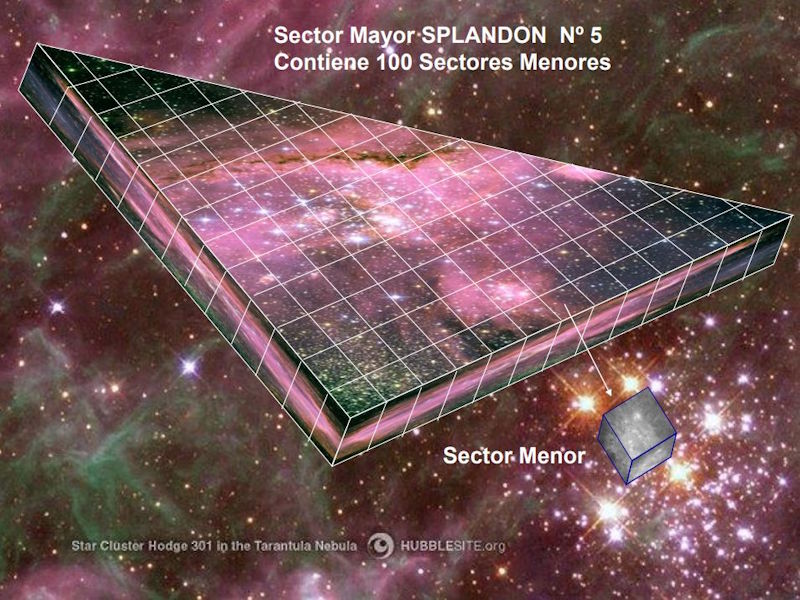 Sector Mayor SPLANDON Nº 5
Contiene 100 Sectores Menores
Sector Menor
Star Cluster Hodge 301 in the Tarantula Nebula HUBBLESITE.org